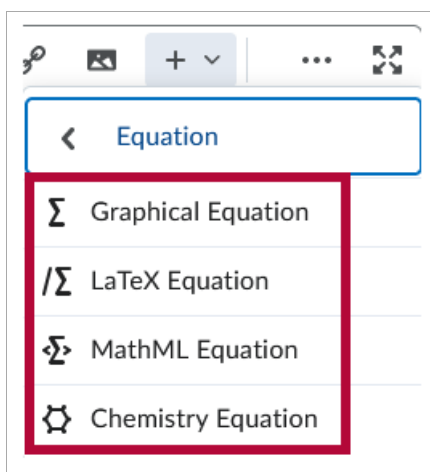 Equation
Graphical Equation
LaTeX Equation
MathML Equation
Chemistry Equation